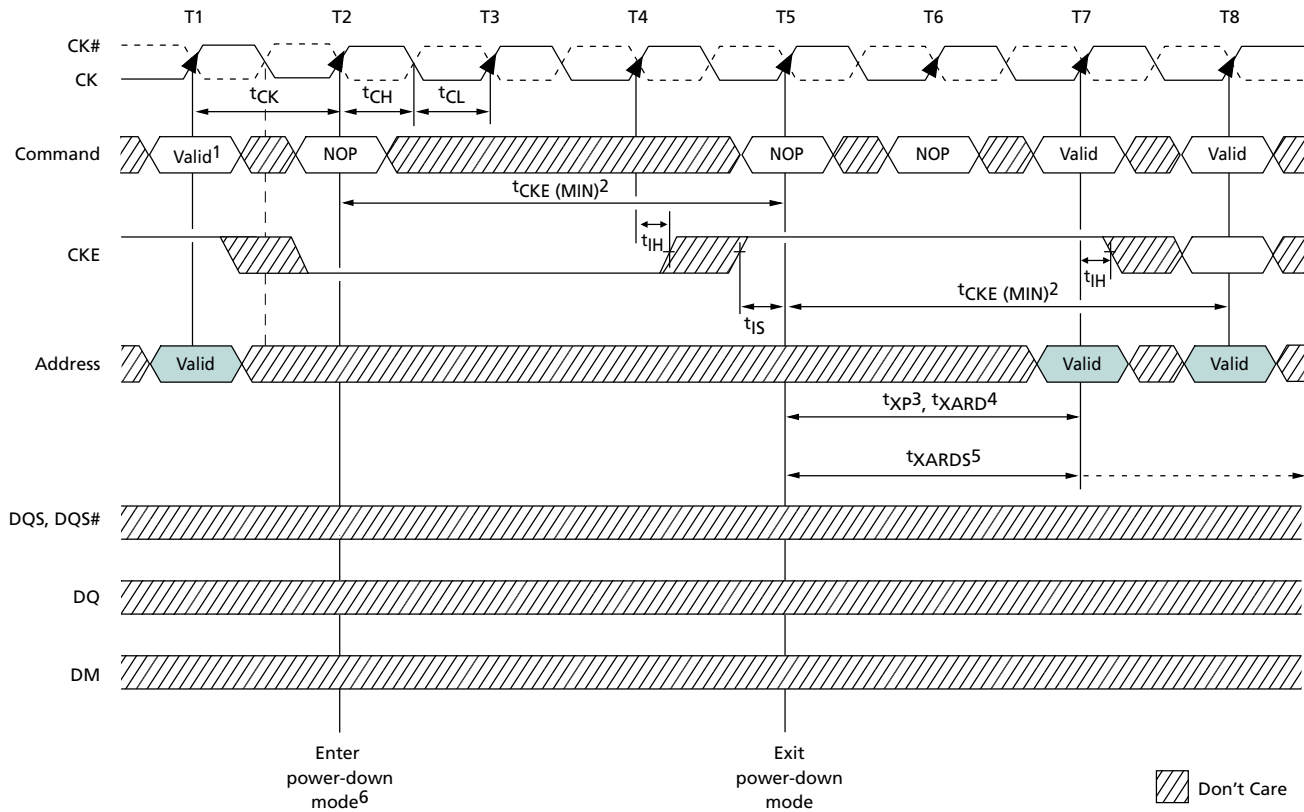 T1 T2 T3 T4 T5 T6 T7 T8
CK#
CK
tCK tCH tCL
Command Valid1 NOP NOP NOP Valid Valid
tCKE (MIN)2
CKE
tIH
tIH
tCKE (MIN)2
tIS
Address Valid Valid Valid
tXP3, tXARD4
tXARDS5
DQS, DQS#
DQ
DM
Enter
power-down
mode6
Exit
power-down
mode
Don't Care